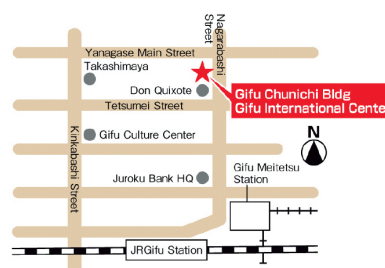 Nagarabashi
Street
Yanagase Main Street
Takashimaya
Don Quixote
Gifu Chunichi Bldg
Gifu International Cente
Tetsumei Street
Kinkabashi Street
Gifu Culture Center
N
Gifu Meitetsu
Station
Juroku Bank HQ
JRGifu Station